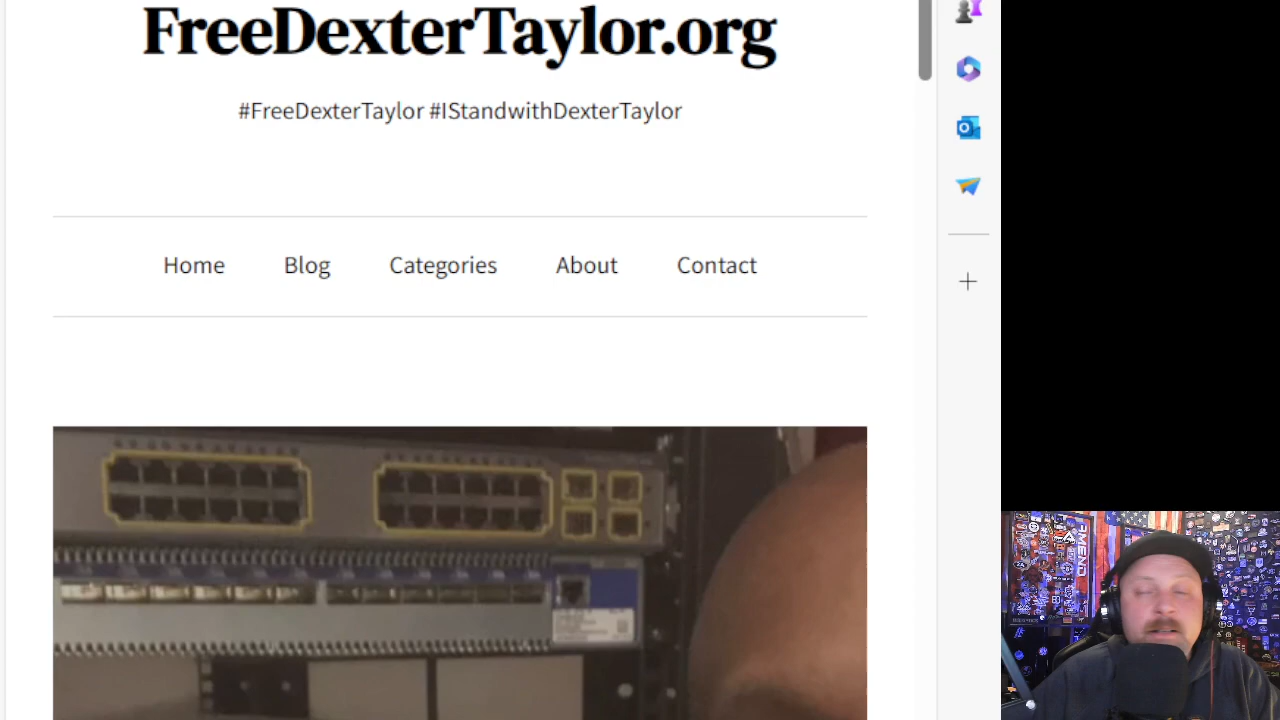 FreeDexterTaylor.org
#FreeDexterTaylor #IStandwithDexterTaylor
Home Blog Categories About Contact